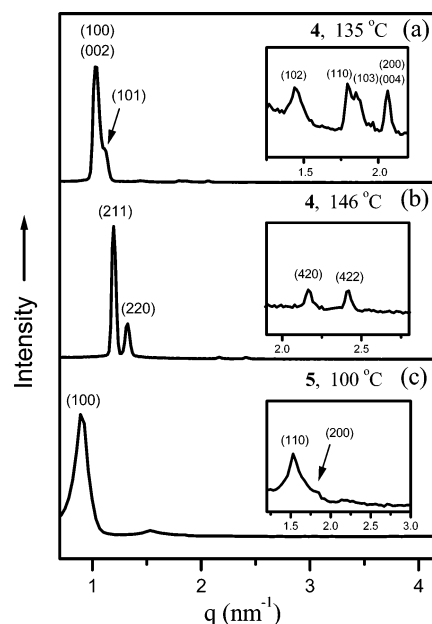 (100)
(002)
(101)
4, 135 °C (a)
(102)
(110)
(103)
(200)
(004)
1.5 2.0
(211)
(220)
4, 146 °C (b)
(420)
(422)
2.0 2.5
(100)
5, 100 °C (c)
(110)
(200)
1.5 2.0 2.5 3.0
Intensity
1 2 3 4
q (nm-1)